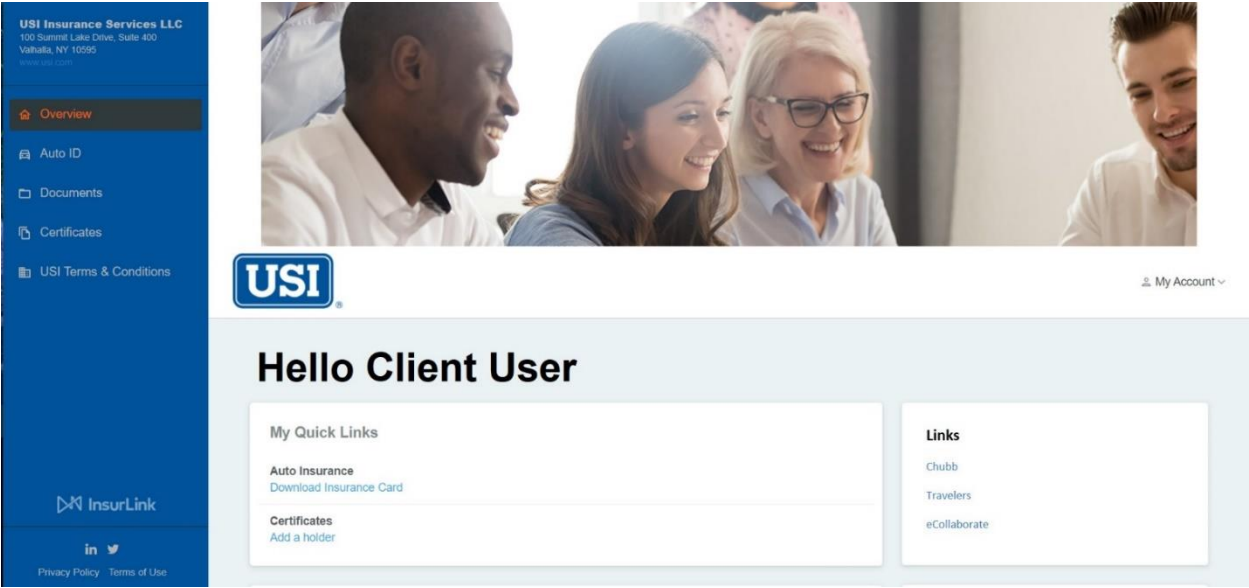 USI Insurance Services LLC
100 Summit Lake Drive, Suite 400
Valhalla, NY 10595
www.usi.com
Overview
Auto ID
Documents
Certificates
USI Terms & Conditions
InsurLink
in
Privacy Policy Terms of Use
USI ®
My Account
Hello Client User
My Quick Links
Auto Insurance
Download Insurance Card
Certificates
Add a holder
Links
Chubb
Travelers
eCollaborate